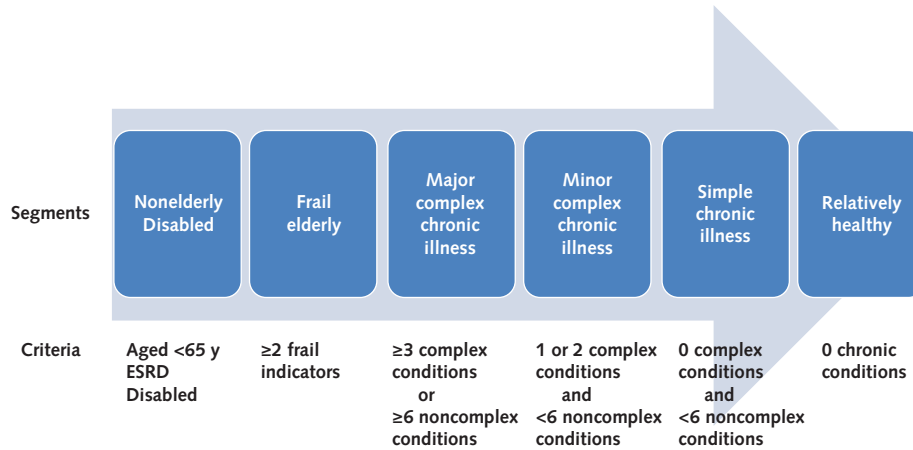 Segments
Nonelderly
Disabled
Frail
elderly
Major
complex
chronic
illness
Minor
complex
chronic
illness
Simple
chronic
illness
Relatively
healthy
Criteria
Aged <65 y
ESRD
Disabled
≥2 frail
indicators
≥3 complex
conditions
or
≥6 noncomplex
conditions
1 or 2 complex
conditions
and
<6 noncomplex
conditions
0 complex
conditions
and
<6 noncomplex
conditions
0 chronic
conditions